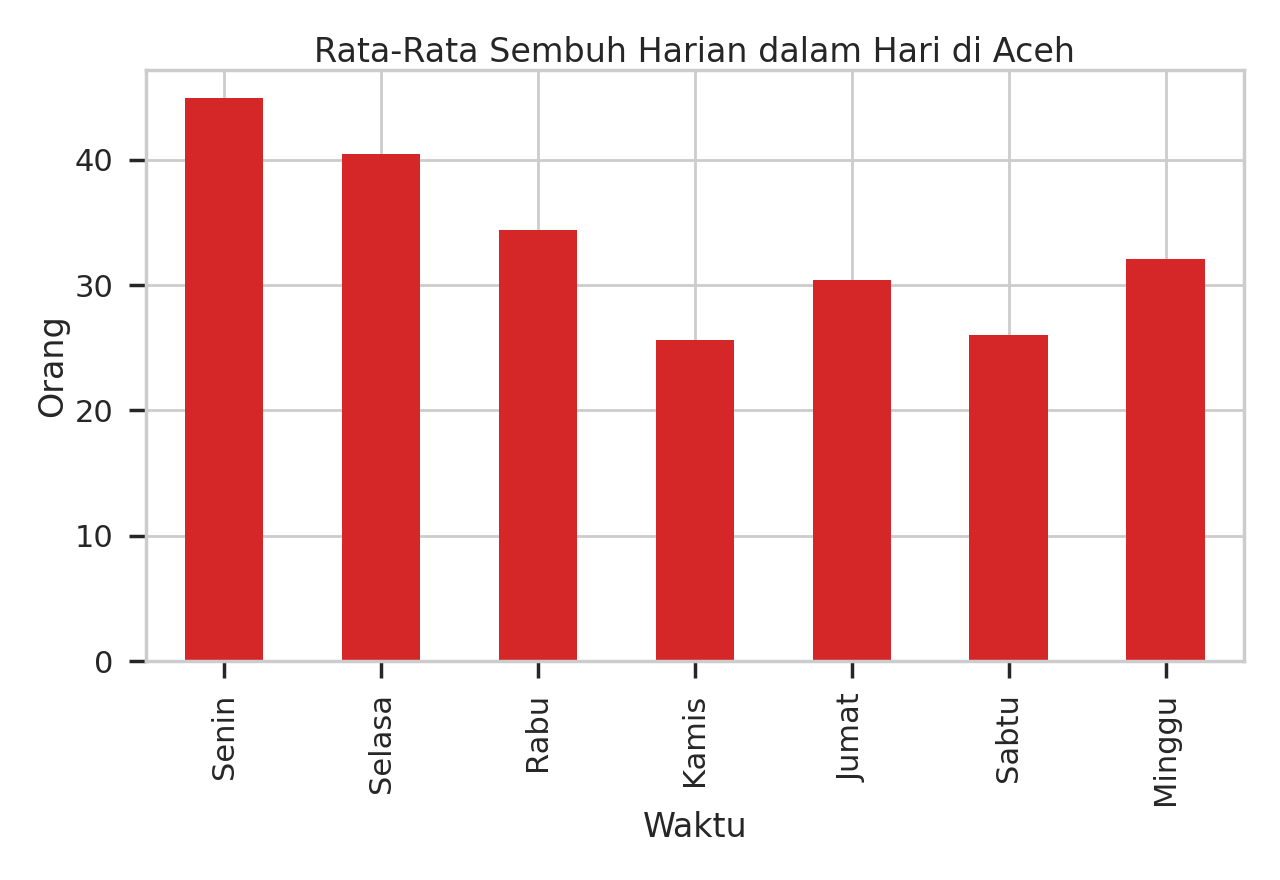 Rata-Rata Sembuh Harian dalam Hari di Aceh
Orang
40
30
20
10
0
Senin
Selasa
Rabu
Kamis
Jumat
Sabtu
Minggu
Waktu